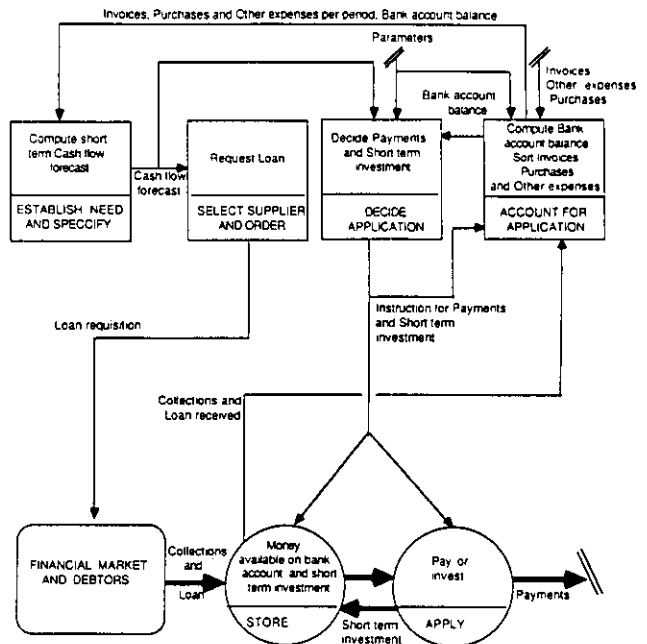 Invoices, Purchases and Other expenses per period, Bank account balance
Parameters
Invoices
Other expenses
Purchases
Bank account
balance
Compute short
term Cash flow
forecast
ESTABLISH NEED
AND SPECCIFY
Cash flow
forecast
Request Loan
SELECT SUPPLIER
AND ORDER
Decide Payments
and Short term
investment
DECIDE
APPLICATION
Compute Bank
account balance
Sort Invoices
Purchases
and Other expenses
ACCOUNT FOR
APPLICATION
Loan requisition
Instruction for Payments
and Short term
investment
Collections and
Loan received
FINANCIAL MARKET
AND DEBTORS
Collections
and
Loan
Money
available on bank
account and short
term investment
STORE
Short term
investment
Pay or
invest
APPLY
Payments